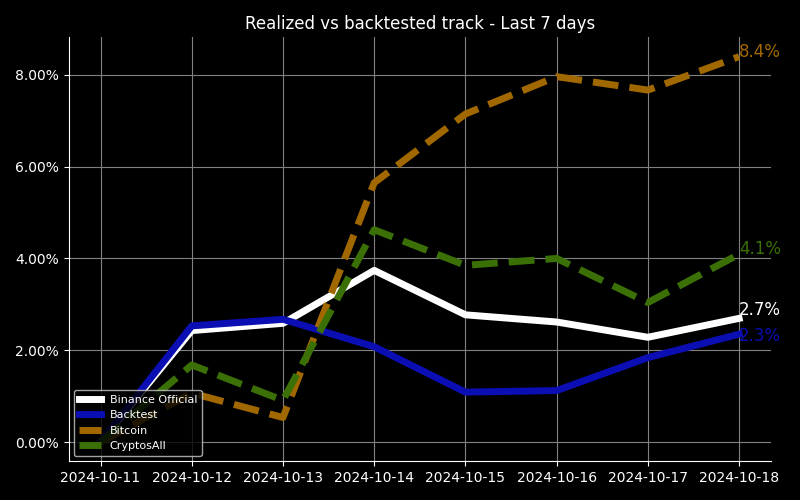 Realized vs backtested track - Last 7 days
8.4%
8.00%
6.00%
4.1%
4.00%
2.7%
2.3%
2.00%
Binance Official
Backtest
Bitcoin
CryptosAll
0.00%
2024-10-11 2024-10-12 2024-10-13 2024-10-14 2024-10-15 2024-10-16 2024-10-17 2024-10-18